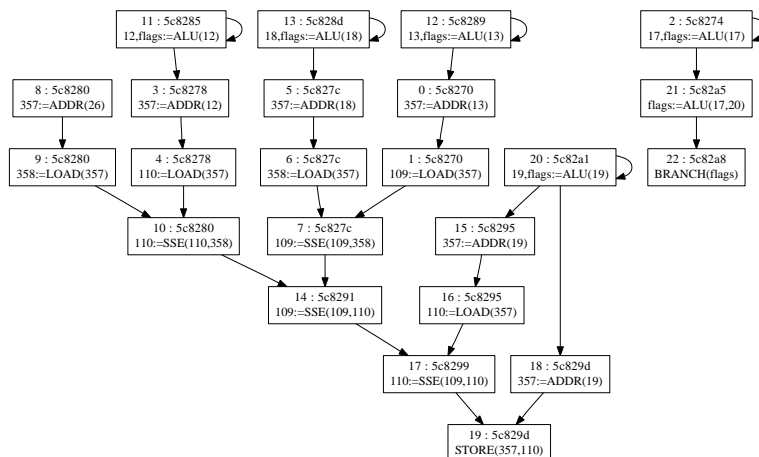 11 : 5c8285
12,flags:=ALU(12)
13 : 5c828d
18,flags:=ALU(18)
12 : 5c8289
13,flags:=ALU(13)
2 : 5c8274
17,flags:=ALU(17)
8 : 5c8280
357:=ADDR(26)
3 : 5c8278
357:=ADDR(12)
5 : 5c827c
357:=ADDR(18)
0 : 5c8270
357:=ADDR(13)
21 : 5c82a5
flags:=ALU(17,20)
9 : 5c8280
358:=LOAD(357)
4 : 5c8278
110:=LOAD(357)
6 : 5c827c
358:=LOAD(357)
1 : 5c8270
109:=LOAD(357)
20 : 5c82a1
19,flags:=ALU(19)
22 : 5c82a8
BRANCH(flags)
10 : 5c8280
110:=SSE(110,358)
7 : 5c827c
109:=SSE(109,358)
15 : 5c8295
357:=ADDR(19)
14 : 5c8291
109:=SSE(109,110)
16 : 5c8295
110:=LOAD(357)
17 : 5c8299
110:=SSE(109,110)
18 : 5c829d
357:=ADDR(19)
19 : 5c829d
STORE(357,110)